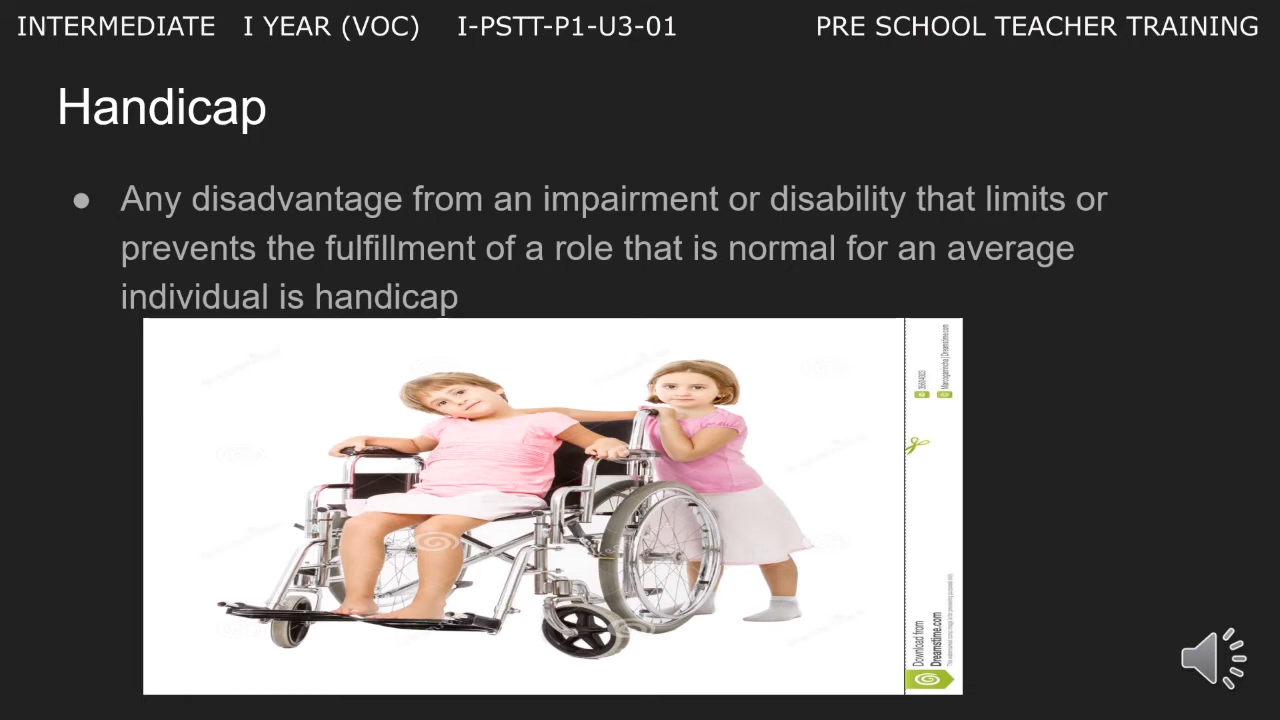 INTERMEDIATE I YEAR (VOC) I-PSTT-P1-U3-01 PRE SCHOOL TEACHER TRAINING
Handicap
● Any disadvantage from an impairment or disability that limits or
prevents the fulfillment of a role that is normal for an average
individual is handicap
Download from
Dreamstime.com